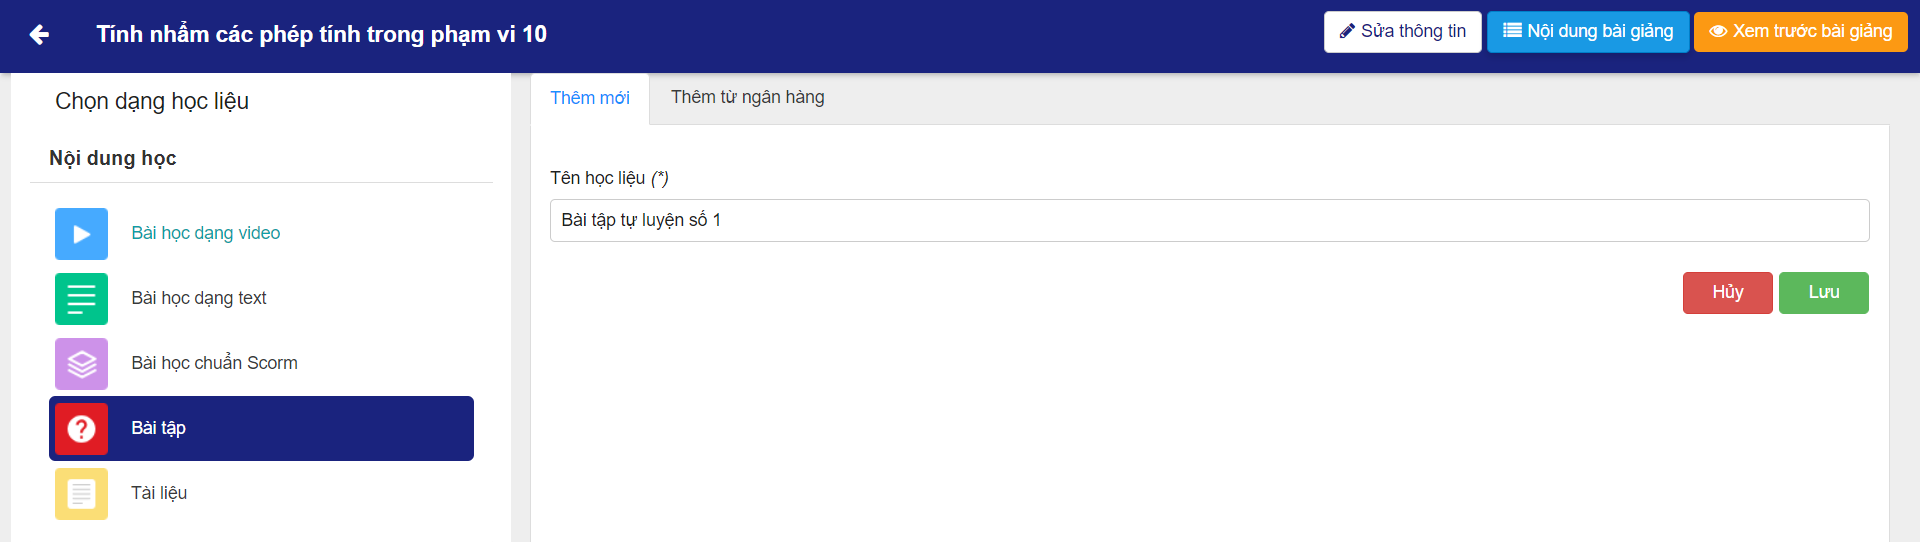 Tính nhẩm các phép tính trong phạm vi 10
Sửa thông tin
Nội dung bài giảng
Xem trước bài giảng
Chọn dạng học liệu
Nội dung học
Bài học dạng video
Bài học dạng text
Bài học chuẩn Scorm
Bài tập
Tài liệu
Thêm mới
Thêm từ ngân hàng
Tên học liệu (*)
Bài tập tự luyện số 1
Hủy
Lưu